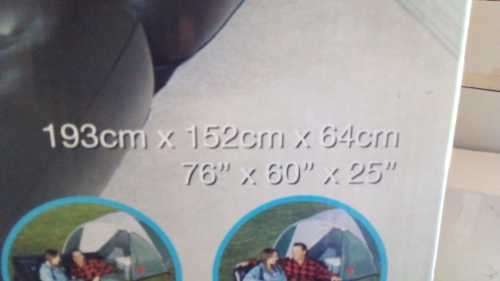 193cm x 152cm x 64cm
76” x 60” x 25”